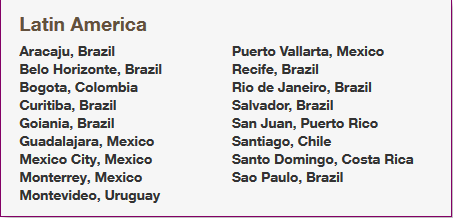 Latin America
Aracaju, Brazil
Belo Horizonte, Brazil
Bogota, Colombia
Curitiba, Brazil
Goiania, Brazil
Guadalajara, Mexico
Mexico City, Mexico
Monterrey, Mexico
Montevideo, Uruguay
Puerto Vallarta, Mexico
Recife, Brazil
Rio de Janeiro, Brazil
Salvador, Brazil
San Juan, Puerto Rico
Santiago, Chile
Santo Domingo, Costa Rica
Sao Paulo, Brazil